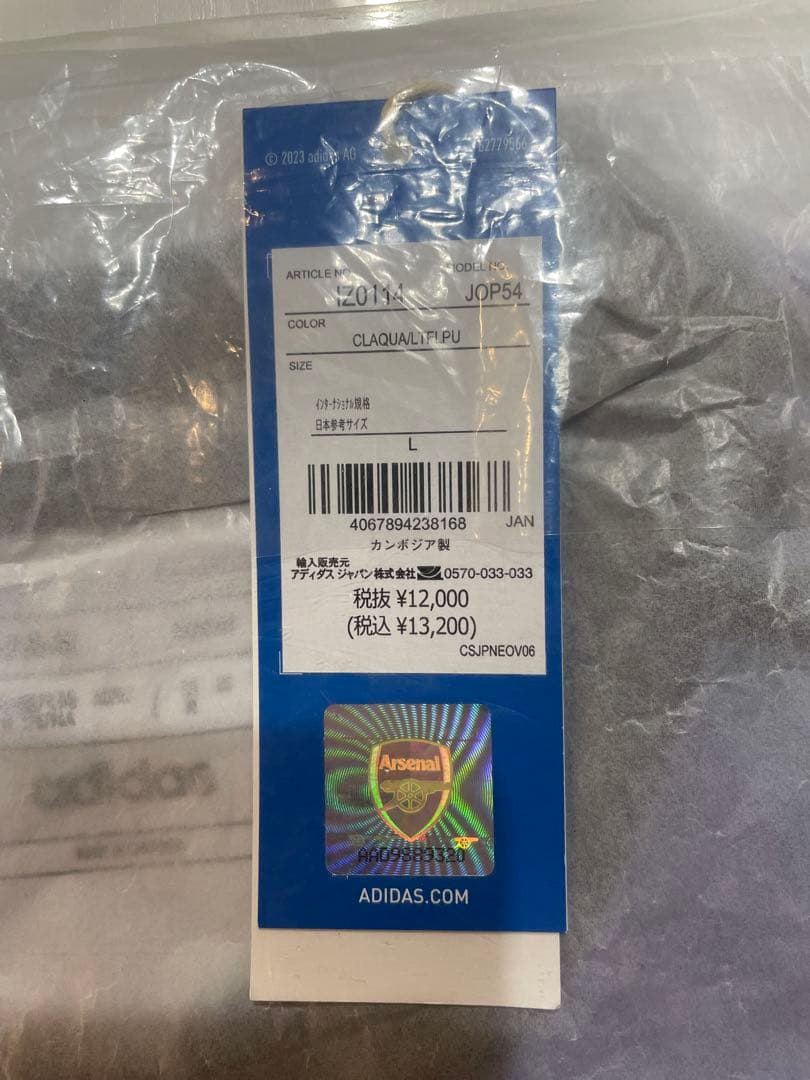 © 2023 adidas AG
ARTICLE NO. MODEL NO.
IZ0114 JOP54
COLOR
CLAQUA/LTFLPU
SIZE
インターナショナル規格
日本参考サイズ
L
4067894238168 JAN
カンボジア製
輸入販売元
アディダス ジャパン株式会社 0570-033-033
税抜 ¥12,000
(税込 ¥13,200)
CSJPNEOV06
Arsenal
AAD9883320
ADIDAS.COM